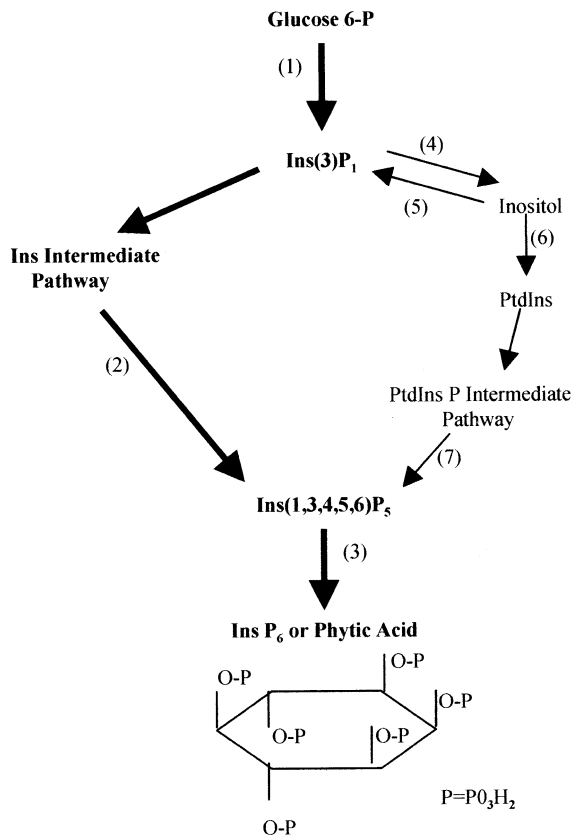 Glucose 6-P
(1)
Ins(3)P₁
(4)
(5)
Inositol
(6)
Ins Intermediate
Pathway
PtdIns
(2)
PtdIns P Intermediate
Pathway
(7)
Ins(1,3,4,5,6)P₅
(3)
Ins P₆ or Phytic Acid
O-P
O-P
O-P
O-P
O-P
P=P0₃H₂
O-P